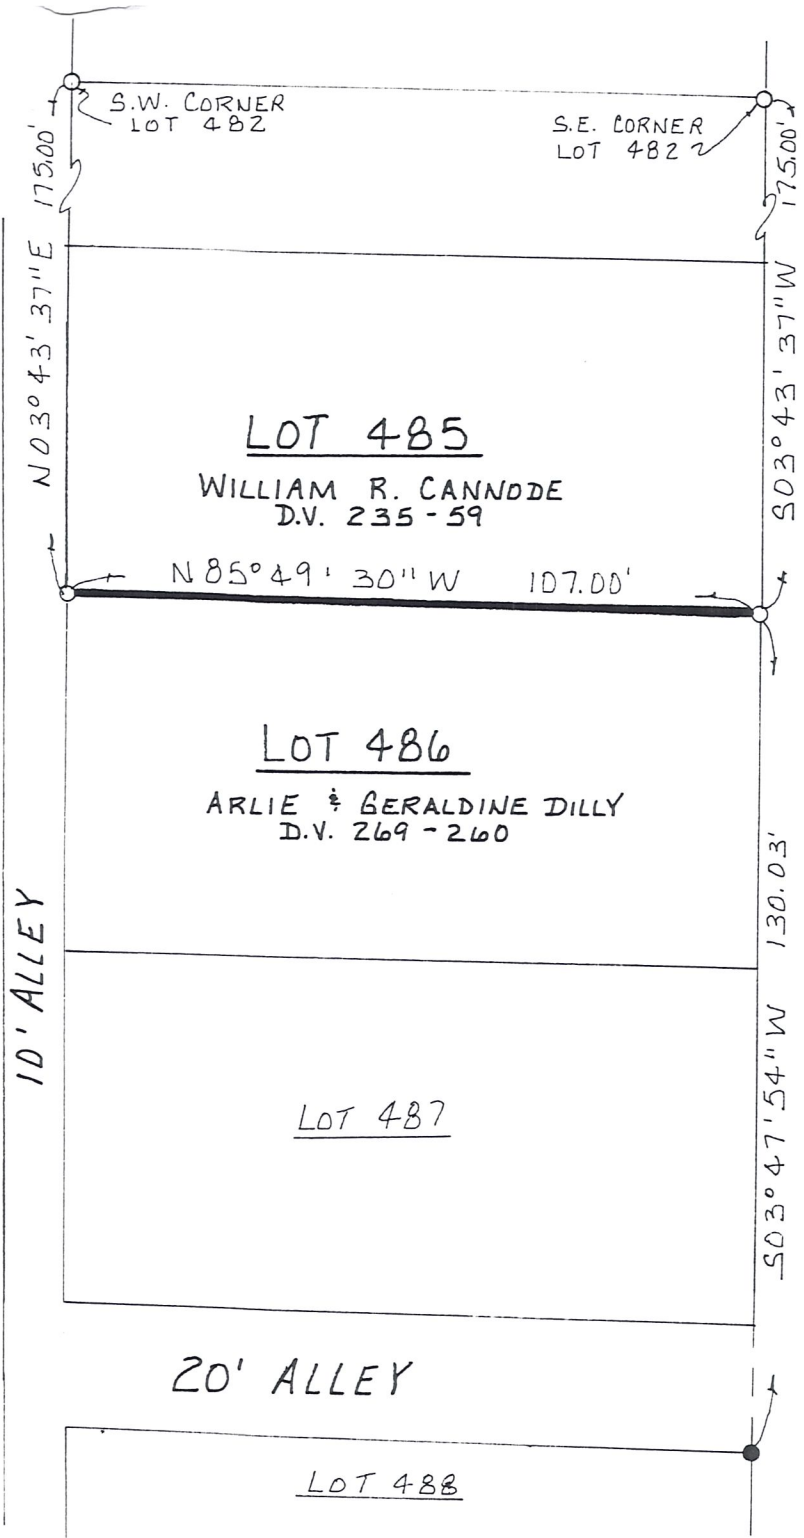 S.W. CORNER
LOT 482
S.E. CORNER
LOT 482
175.00'
175.00'
N03° 43' 37" E
S03° 43' 37" W
LOT 485
WILLIAM R. CANNODE
D.V. 235-59
N 85° 49' 30" W 107.00'
LOT 486
ARLIE & GERALDINE DILLY
D.V. 269-260
130.03'
S03° 47' 54" W
10' ALLEY
LOT 487
20' ALLEY
LOT 488